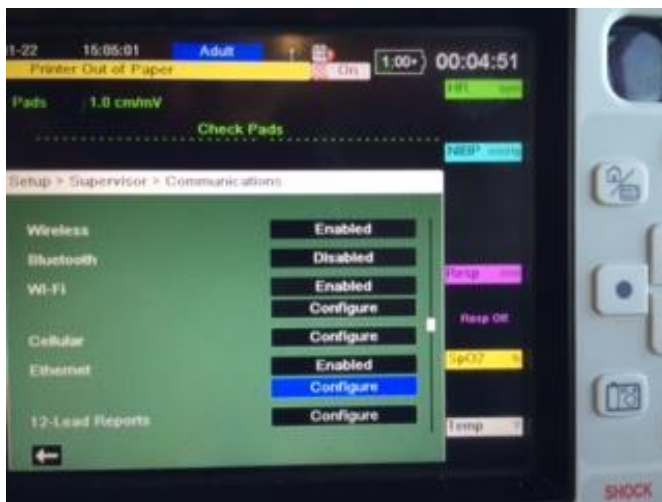 1-22 15:05:01 Adult 1:00+ 00:04:51
Printer Out of Paper On
HR
Pads 1.0 cm/mV
Check Pads
NIBP mmHg
Setup > Supervisor > Communications
Wireless Enabled
Bluetooth Disabled
Wi-Fi Enabled
Configure
Resp
Resp Off
Cellular Configure
Ethernet Enabled
SpO2 %
Configure
12-Lead Reports Configure
Temp
SHOCK